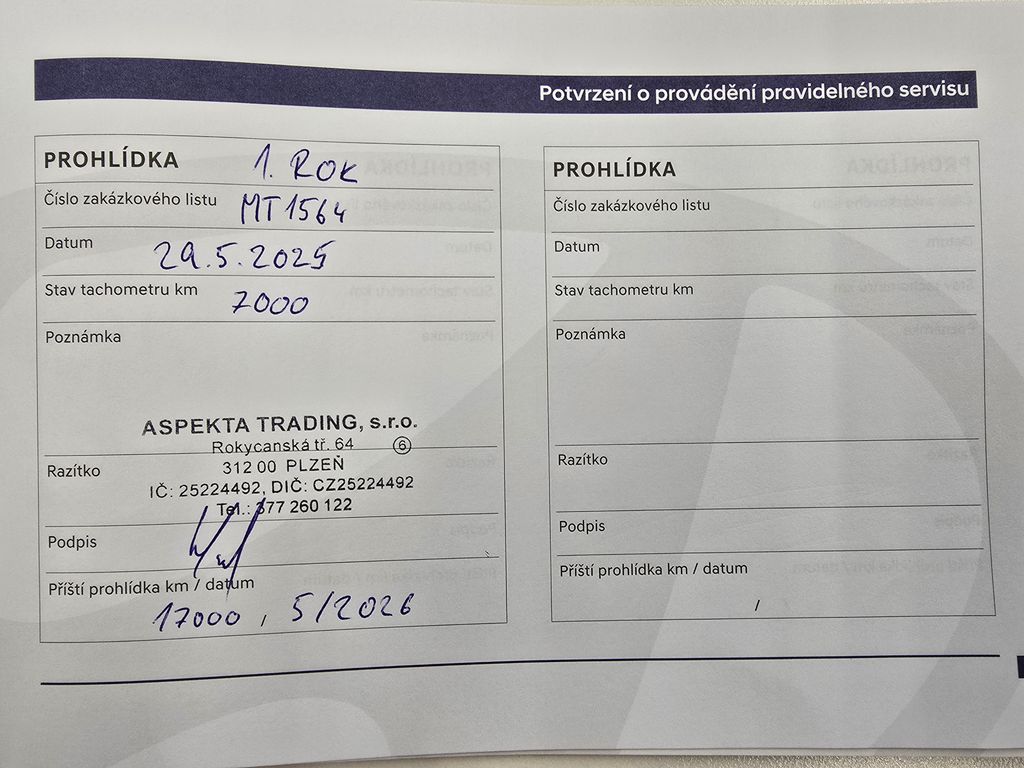 Potvrzení o provádění pravidelného servisu
PROHLÍDKA 1. ROK
Číslo zakázkového listu MT1564
Datum 29.5.2025
Stav tachometru km 7000
Poznámka
ASPEKTA TRADING, s.r.o.
Rokycanská tř. 64 6
312 00 PLZEŇ
Razítko
IČ: 25224492, DIČ: CZ25224492
Tel.: 377 260 122
Podpis
Příští prohlídka km / datum
17000 / 5/2026
PROHLÍDKA
Číslo zakázkového listu
Datum
Stav tachometru km
Poznámka
Razítko
Podpis
Příští prohlídka km / datum
/